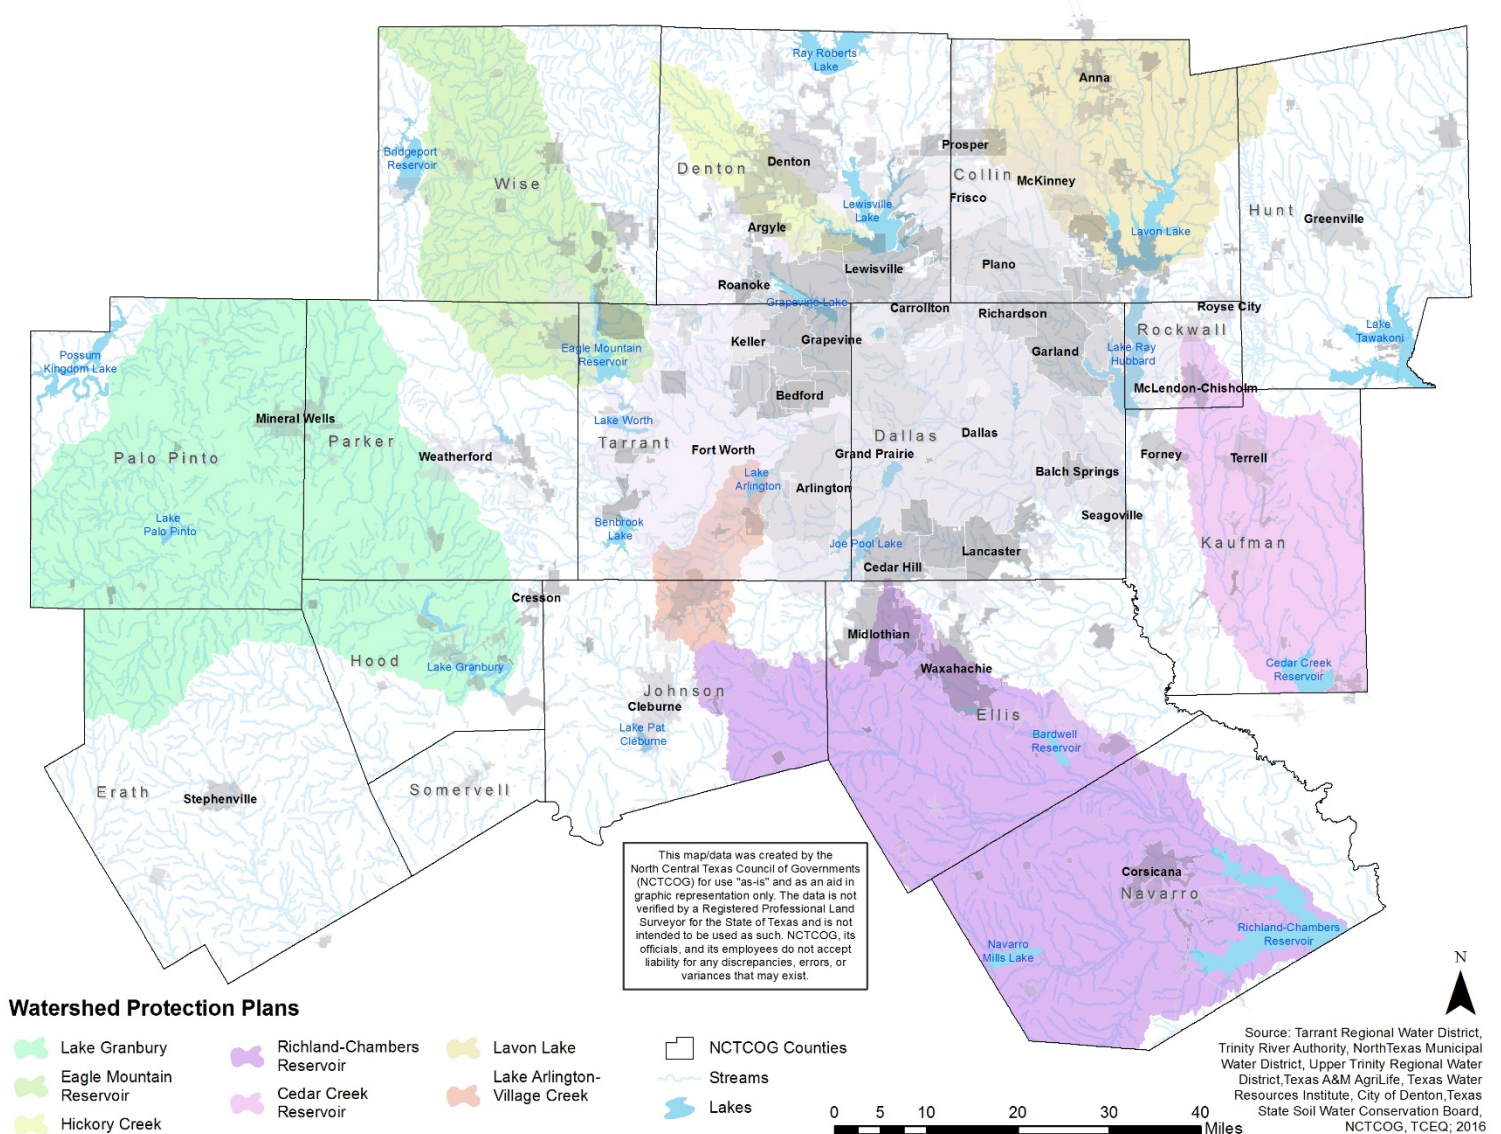 Ray Roberts
Lake
Anna
Bridgeport
Reservoir
Wise
Denton
Denton
Prosper
Collin
McKinney
Frisco
Lewisville
Lake
Argyle
Hunt
Greenville
Lavon Lake
Lewisville
Plano
Roanoke
Grapevine Lake
Carrollton
Richardson
Royse City
Rockwall
Lake
Tawakoni
Possum
Kingdom Lake
Eagle Mountain
Reservoir
Keller
Grapevine
Garland
Lake Ray
Hubbard
McLendon-Chisholm
Bedford
Mineral Wells
Lake Worth
Parker
Tarrant
Dallas
Dallas
Palo Pinto
Weatherford
Fort Worth
Grand Prairie
Forney
Terrell
Balch Springs
Lake
Arlington
Arlington
Lake
Palo Pinto
Benbrook
Lake
Seagoville
Joe Pool Lake
Kaufman
Lancaster
Cedar Hill
Cresson
Midlothian
Hood
Lake Granbury
Waxahachie
Cedar Creek
Reservoir
Johnson
Cleburne
Ellis
Lake Pat
Cleburne
Bardwell
Reservoir
Erath
Stephenville
Somervell
This map/data was created by the
North Central Texas Council of Governments
(NCTCOG) for use "as-is" and as an aid in
graphic representation only. The data is not
verified by a Registered Professional Land
Surveyor for the State of Texas and is not
intended to be used as such. NCTCOG, its
officials, and its employees do not accept
liability for any discrepancies, errors, or
variances that may exist.
Corsicana
Navarro
Richland-Chambers
Reservoir
Navarro
Mills Lake
N
Watershed Protection Plans
Lake Granbury
Eagle Mountain
Reservoir
Hickory Creek
Richland-Chambers
Reservoir
Cedar Creek
Reservoir
Lavon Lake
Lake Arlington-
Village Creek
NCTCOG Counties
Streams
Lakes
0 5 10 20 30 40
Miles
Source: Tarrant Regional Water District,
Trinity River Authority, NorthTexas Municipal
Water District, Upper Trinity Regional Water
District,Texas A&M AgriLife, Texas Water
Resources Institute, City of Denton,Texas
State Soil Water Conservation Board,
NCTCOG, TCEQ; 2016